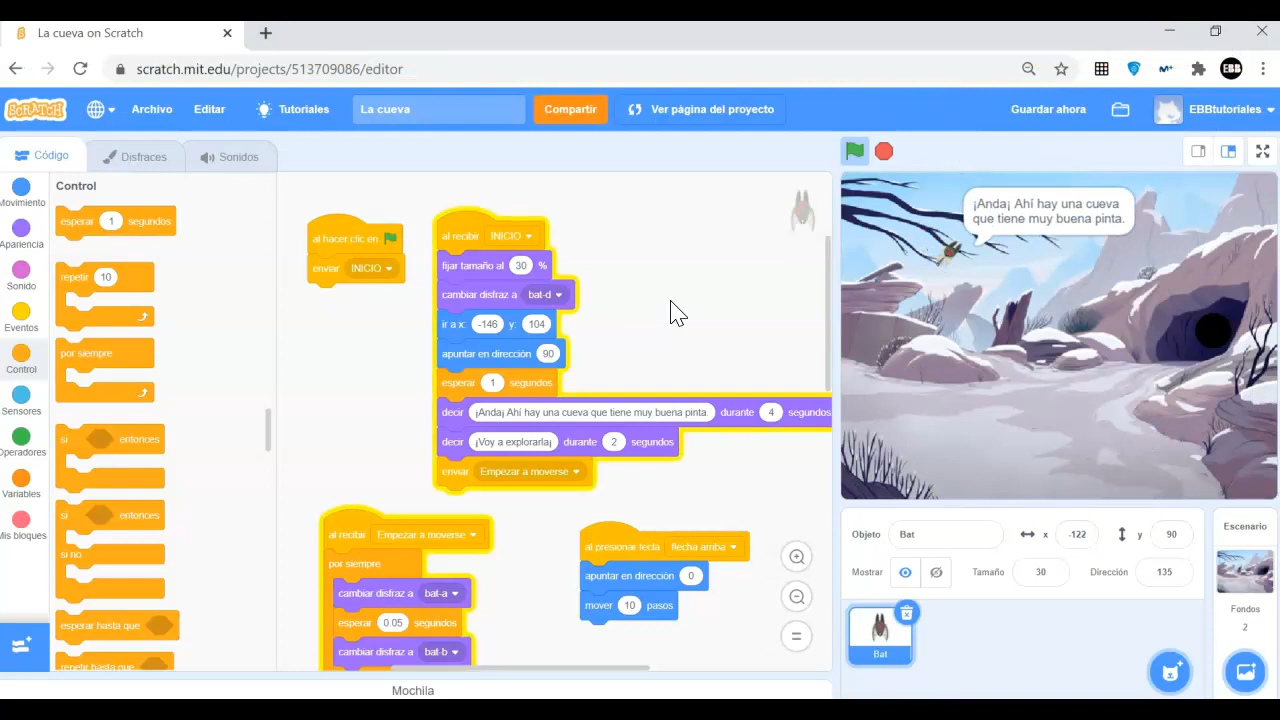 La cueva on Scratch
scratch.mit.edu/projects/513709086/editor
EBB
SCRATCH
Archivo
Editar
Tutoriales
La cueva
Compartir
Ver página del proyecto
Guardar ahora
EBBtutoriales
Código
Disfraces
Sonidos
Movimiento
Apariencia
Sonido
Eventos
Control
Sensores
Operadores
Variables
Mis bloques
Control
esperar 1 segundos
repetir 10
por siempre
si entonces
si entonces
si no
esperar hasta que
repetir hasta que
al hacer clic en
enviar INICIO
al recibir INICIO
fijar tamaño al 30 %
cambiar disfraz a bat-d
ir a x: -146 y: 104
apuntar en dirección 90
esperar 1 segundos
decir ¡Anda¡ Ahí hay una cueva que tiene muy buena pinta. durante 4 segundos
decir ¡Voy a explorarla¡ durante 2 segundos
enviar Empezar a moverse
al recibir Empezar a moverse
por siempre
cambiar disfraz a bat-a
esperar 0.05 segundos
cambiar disfraz a bat-b
al presionar tecla flecha arriba
apuntar en dirección 0
mover 10 pasos
¡Anda¡ Ahí hay una cueva
que tiene muy buena pinta.
Objeto Bat x -122 y 90
Mostrar Tamaño 30 Dirección 135
Bat
Escenario
Fondos
2
Mochila